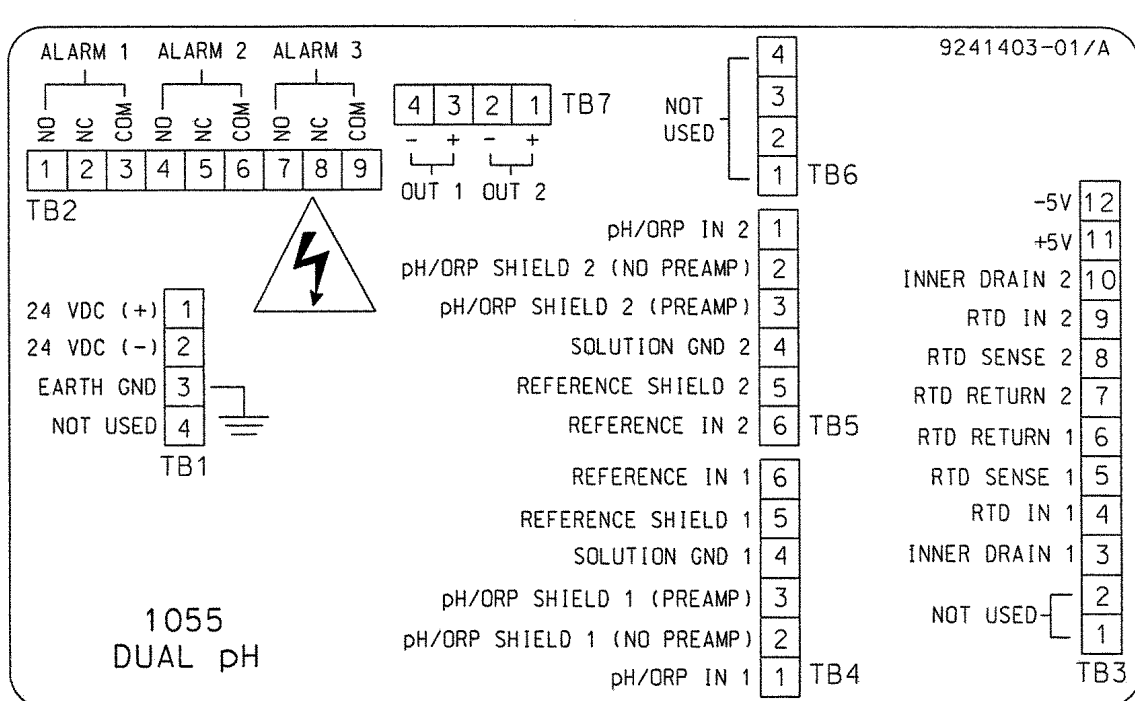 9241403-01/A
ALARM 1 ALARM 2 ALARM 3
NO NC COM NO NC COM NO NC COM
1 2 3 4 5 6 7 8 9
TB2
4 3 2 1 TB7
- + - +
OUT 1 OUT 2
NOT
USED
4
3
2
1 TB6
24 VDC (+) 1
24 VDC (-) 2
EARTH GND 3
NOT USED 4
TB1
pH/ORP IN 2 1
pH/ORP SHIELD 2 (NO PREAMP) 2
pH/ORP SHIELD 2 (PREAMP) 3
SOLUTION GND 2 4
REFERENCE SHIELD 2 5
REFERENCE IN 2 6 TB5
REFERENCE IN 1 6
REFERENCE SHIELD 1 5
SOLUTION GND 1 4
pH/ORP SHIELD 1 (PREAMP) 3
pH/ORP SHIELD 1 (NO PREAMP) 2
pH/ORP IN 1 1 TB4
-5V 12
+5V 11
INNER DRAIN 2 10
RTD IN 2 9
RTD SENSE 2 8
RTD RETURN 2 7
RTD RETURN 1 6
RTD SENSE 1 5
RTD IN 1 4
INNER DRAIN 1 3
NOT USED 2
1
TB3
1055
DUAL pH